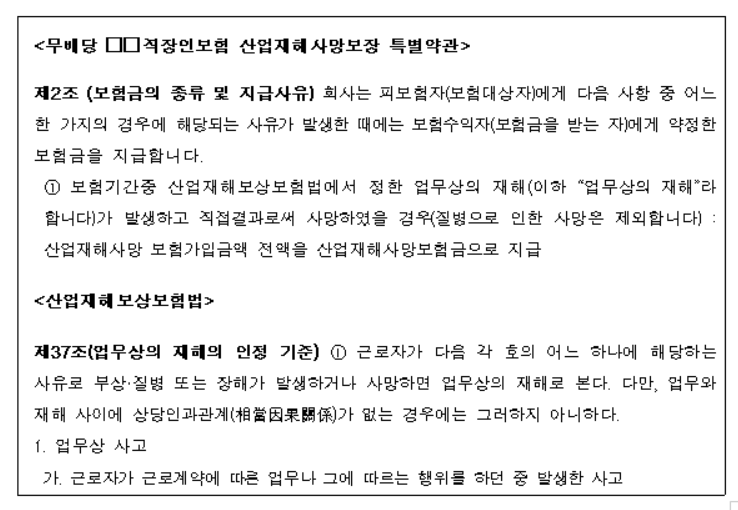 <무배당 □□직장인보험 산업재해사망보장 특별약관>
제2조 (보험금의 종류 및 지급사유) 회사는 피보험자(보험대상자)에게 다음 사항 중 어느
한 가지의 경우에 해당되는 사유가 발생한 때에는 보험수익자(보험금을 받는 자)에게 약정한
보험금을 지급합니다.
① 보험기간중 산업재해보상보험법에서 정한 업무상의 재해(이하 “업무상의 재해”라
합니다)가 발생하고 직접결과로써 사망하였을 경우(질병으로 인한 사망은 제외합니다) :
산업재해사망 보험가입금액 전액을 산업재해사망보험금으로 지급
<산업재해보상보험법>
제37조(업무상의 재해의 인정 기준) ① 근로자가 다음 각 호의 어느 하나에 해당하는
사유로 부상·질병 또는 장해가 발생하거나 사망하면 업무상의 재해로 본다. 다만, 업무와
재해 사이에 상당인과관계(相當因果關係)가 없는 경우에는 그러하지 아니하다.
1. 업무상 사고
가. 근로자가 근로계약에 따른 업무나 그에 따르는 행위를 하던 중 발생한 사고